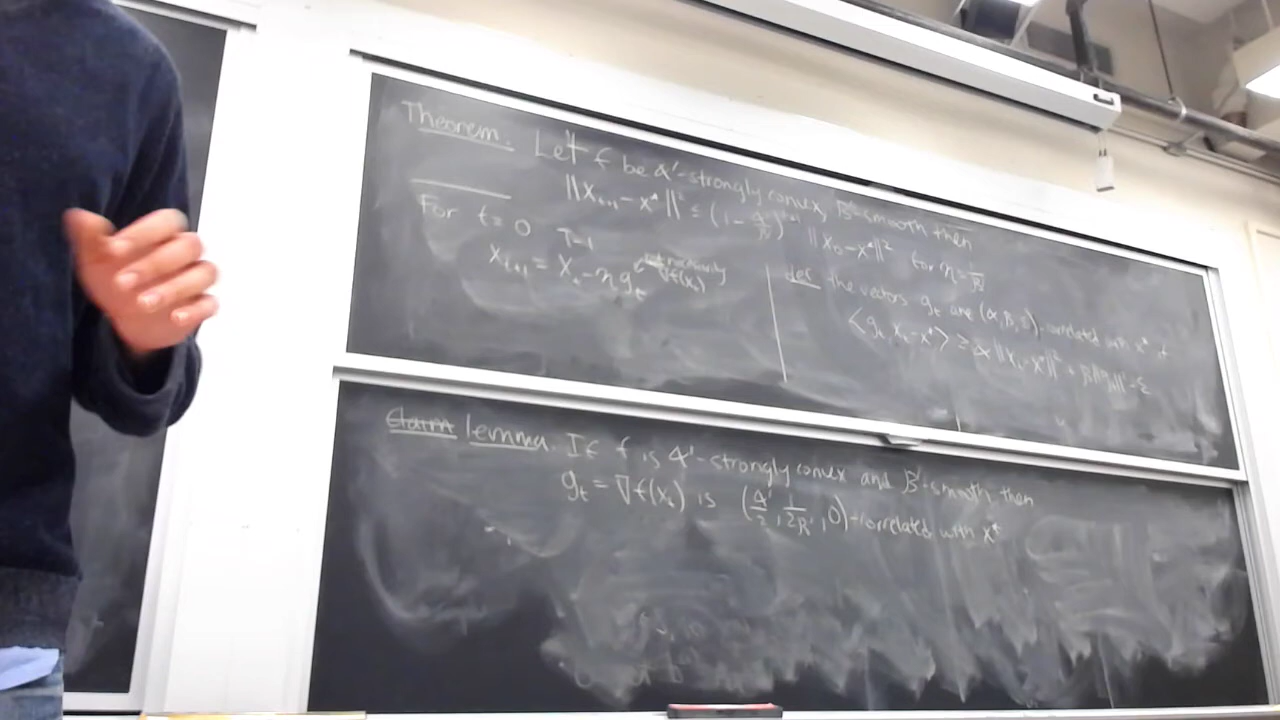 Theorem. Let f be α'-strongly convex, β'-smooth then
||x_{t+1} - x*||² ≤ (1 - α'/β')^{t+1} ||x_0 - x*||² for η = 1/β'
For t = 0 T-1
x_{t+1} = x_t - η g_t ← not necessarily ∇f(x_t)
def the vectors g_t are (α, β, ε)-correlated with x* if
⟨g_t, x_t - x*⟩ ≥ α||x_t - x*||² + β||g_t||² - ε
Claim lemma. If f is α'-strongly convex and β'-smooth, then
g_t = ∇f(x_t) is (α'/2, 1/2β', 0)-correlated with x*